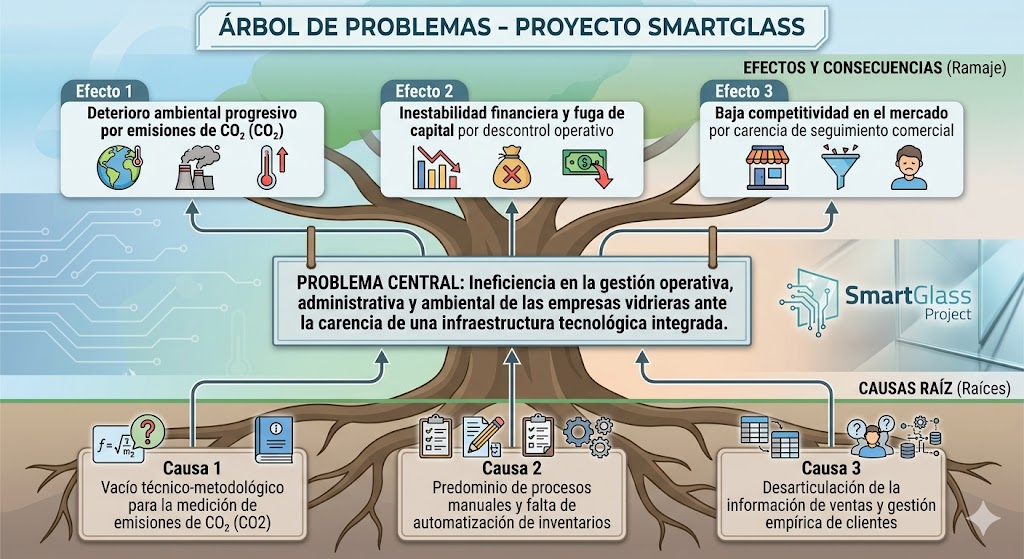 ÁRBOL DE PROBLEMAS – PROYECTO SMARTGLASS
EFECTOS Y CONSECUENCIAS (Ramaje)
Efecto 1
Deterioro ambiental progresivo
por emisiones de CO₂ (CO₂)
Efecto 2
Inestabilidad financiera y fuga de
capital por descontrol operativo
Efecto 3
Baja competitividad en el mercado
por carencia de seguimiento comercial
PROBLEMA CENTRAL: Ineficiencia en la gestión operativa,
administrativa y ambiental de las empresas vidrieras ante
la carencia de una infraestructura tecnológica integrada.
SmartGlass
Project
CAUSAS RAÍZ (Raíces)
Causa 1
Vacío técnico-metodológico
para la medición de
emisiones de CO₂ (CO2)
Causa 2
Predominio de procesos
manuales y falta de
automatización de inventarios
Causa 3
Desarticulación de la
información de ventas y gestión
empírica de clientes